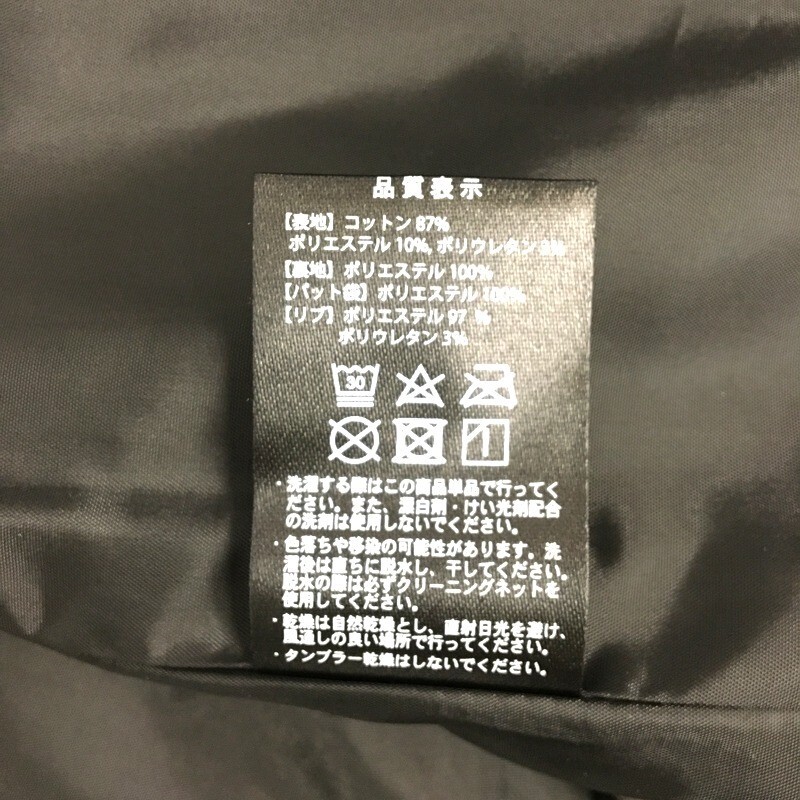 品質表示
【表地】コットン 87%
ポリエステル 10%, ポリウレタン 3%
【裏地】ポリエステル 100%
【パット袋】ポリエステル 100%
【リブ】ポリエステル 97 %
ポリウレタン 3%
30
・洗濯する際はこの商品単品で行ってく
ださい。また、漂白剤・けい光剤配合
の洗剤は使用しないでください。
・色落ちや移染の可能性があります。洗
濯後は直ちに脱水し、干してください。
脱水の際は必ずクリーニングネットを
使用してください。
・乾燥は自然乾燥とし、直射日光を避け、
風通しの良い場所で行ってください。
・タンブラー乾燥はしないでください。